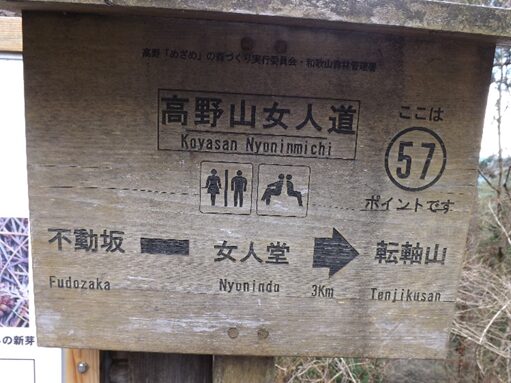 高野「めざめ」の森づくり実行委員会・和歌山森林管理署
高野山女人道
Koyasan Nyoninmichi
ここは
57
ポイントです
不動坂
女人堂
転軸山
Fudozaka
Nyonindo
3Km
Tenjikusan
の新芽